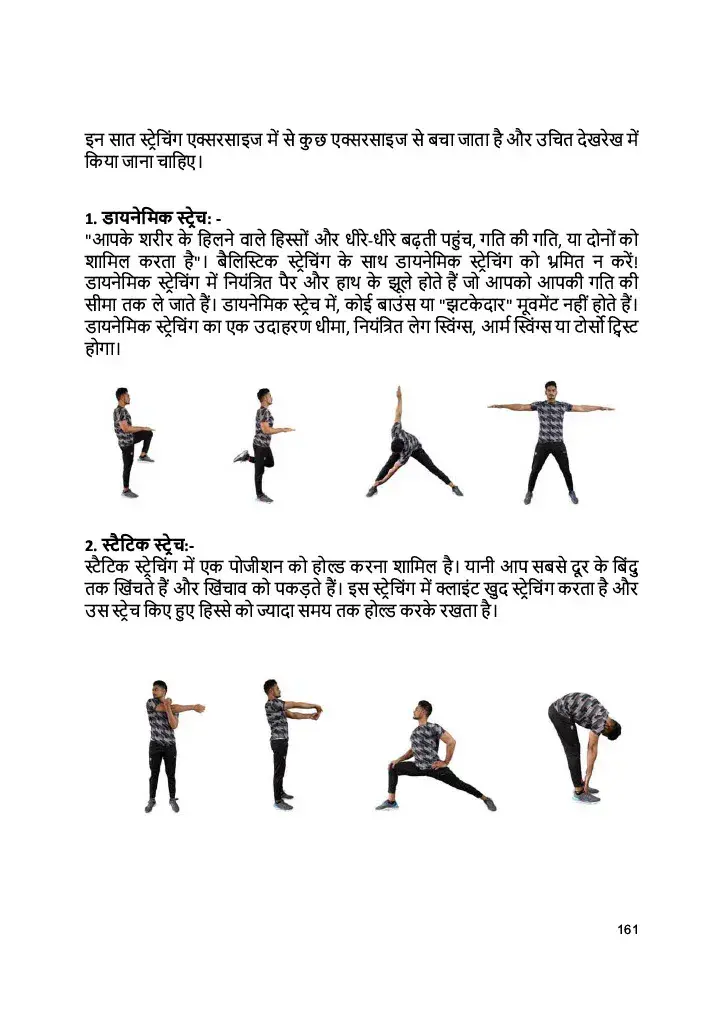 इन सात स्ट्रेचिंग एक्सरसाइज में से कुछ एक्सरसाइज से बचा जाता है और उचित देखरेख में
किया जाना चाहिए।
1. डायनेमिक स्ट्रेच: -
"आपके शरीर के हिलने वाले हिस्सों और धीरे-धीरे बढ़ती पहुंच, गति की गति, या दोनों को
शामिल करता है"। बैलिस्टिक स्ट्रेचिंग के साथ डायनेमिक स्ट्रेचिंग को भ्रमित न करें!
डायनेमिक स्ट्रेचिंग में नियंत्रित पैर और हाथ के झूले होते हैं जो आपको आपकी गति की
सीमा तक ले जाते हैं। डायनेमिक स्ट्रेच में, कोई बाउंस या "झटकेदार" मूवमेंट नहीं होते हैं।
डायनेमिक स्ट्रेचिंग का एक उदाहरण धीमा, नियंत्रित लेग स्विंग्स, आर्म स्विंग्स या टोर्सो ट्विस्ट
होगा।
2. स्टैटिक स्ट्रेच:-
स्टैटिक स्ट्रेचिंग में एक पोजीशन को होल्ड करना शामिल है। यानी आप सबसे दूर के बिंदु
तक खिंचते हैं और खिंचाव को पकड़ते हैं। इस स्ट्रेचिंग में क्लाइंट खुद स्ट्रेचिंग करता है और
उस स्ट्रेच किए हुए हिस्से को ज्यादा समय तक होल्ड करके रखता है।
161